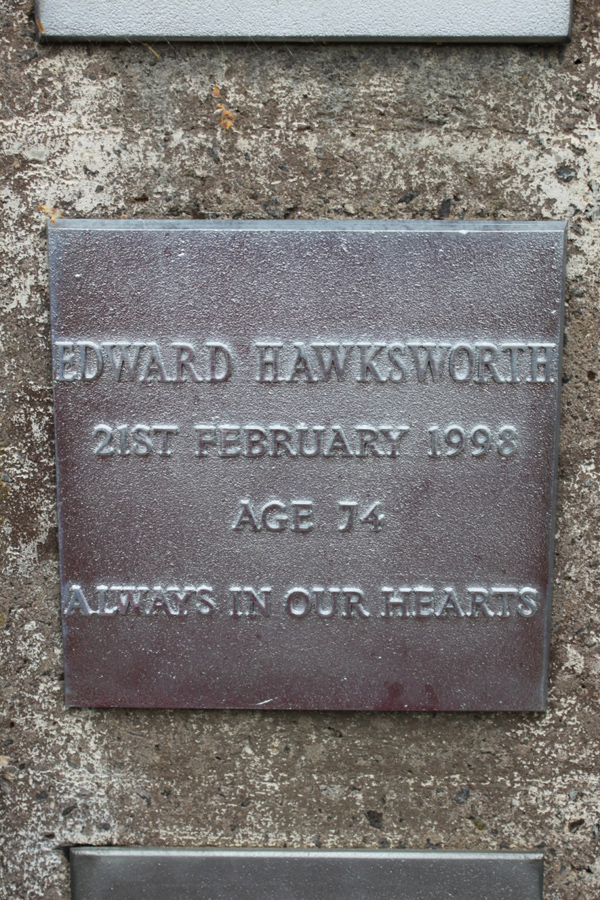 EDWARD HAWKSWORTH
21ST FEBRUARY 1998
AGE 74
ALWAYS IN OUR HEARTS